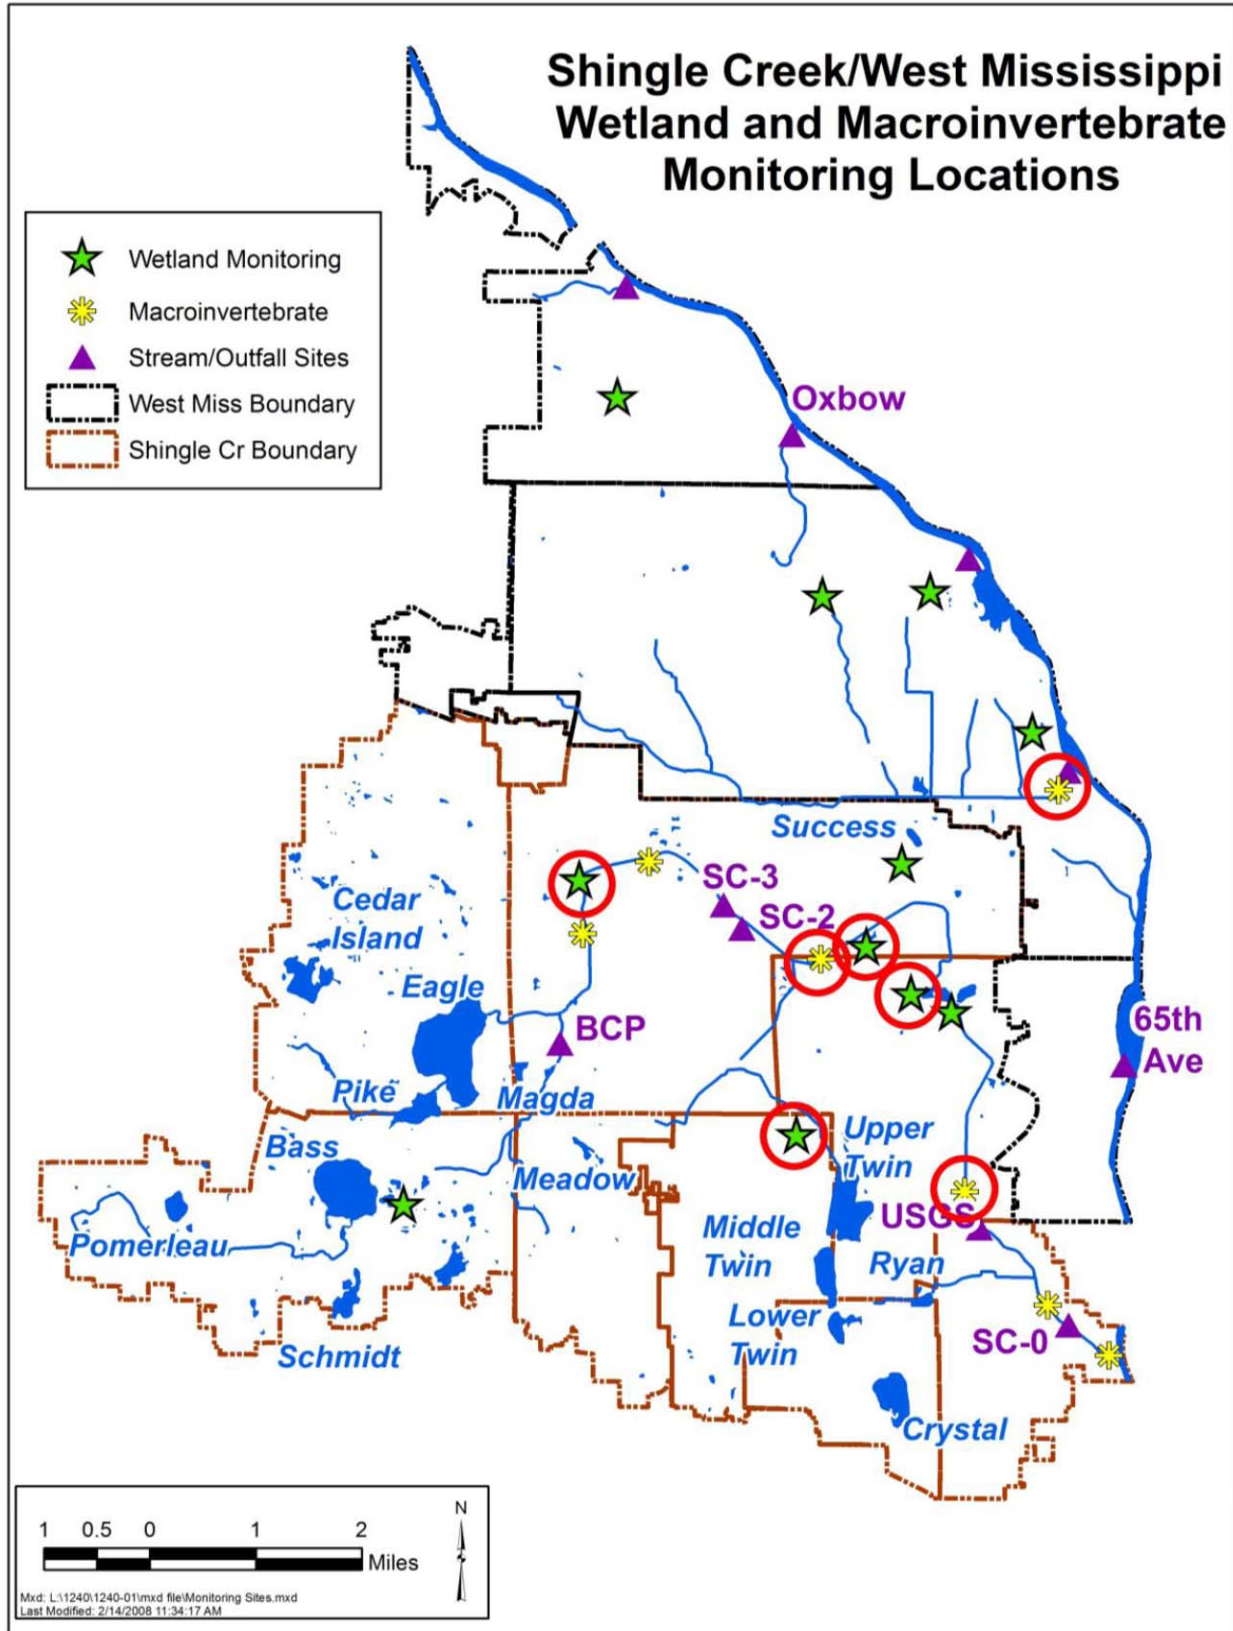 Shingle Creek/West Mississippi
Wetland and Macroinvertebrate
Monitoring Locations
Wetland Monitoring
Macroinvertebrate
Stream/Outfall Sites
West Miss Boundary
Shingle Cr Boundary
Oxbow
Success
SC-3
SC-2
Cedar
Island
Eagle
BCP
65th
Ave
Pike
Magda
Bass
Upper
Twin
Meadow
USGS
Pomerleau
Middle
Twin
Ryan
Lower
Twin
SC-0
Schmidt
Crystal
N
1 0.5 0 1 2
Miles
Mxd: L:\1240\1240-01\mxd file\Monitoring Sites.mxd
Last Modified: 2/14/2008 11:34:17 AM